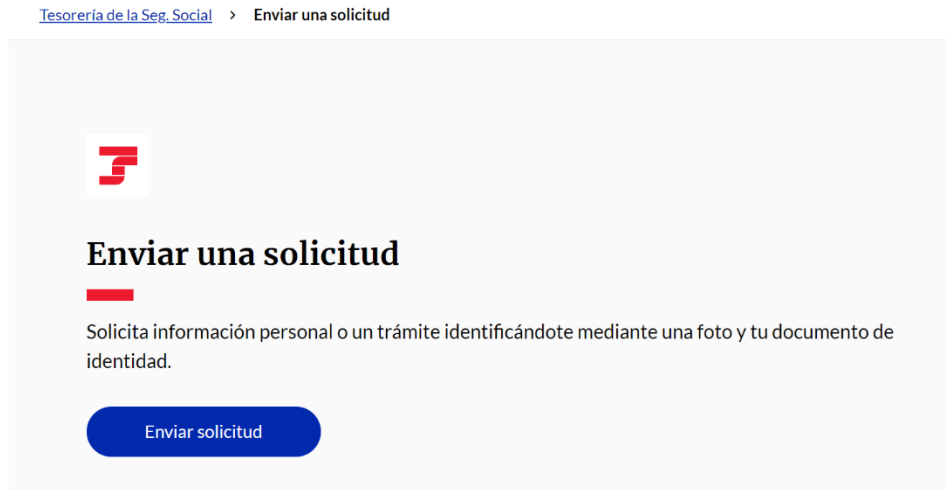 Tesorería de la Seg. Social > Enviar una solicitud
Enviar una solicitud
Solicita información personal o un trámite identificándote mediante una foto y tu documento de
identidad.
Enviar solicitud